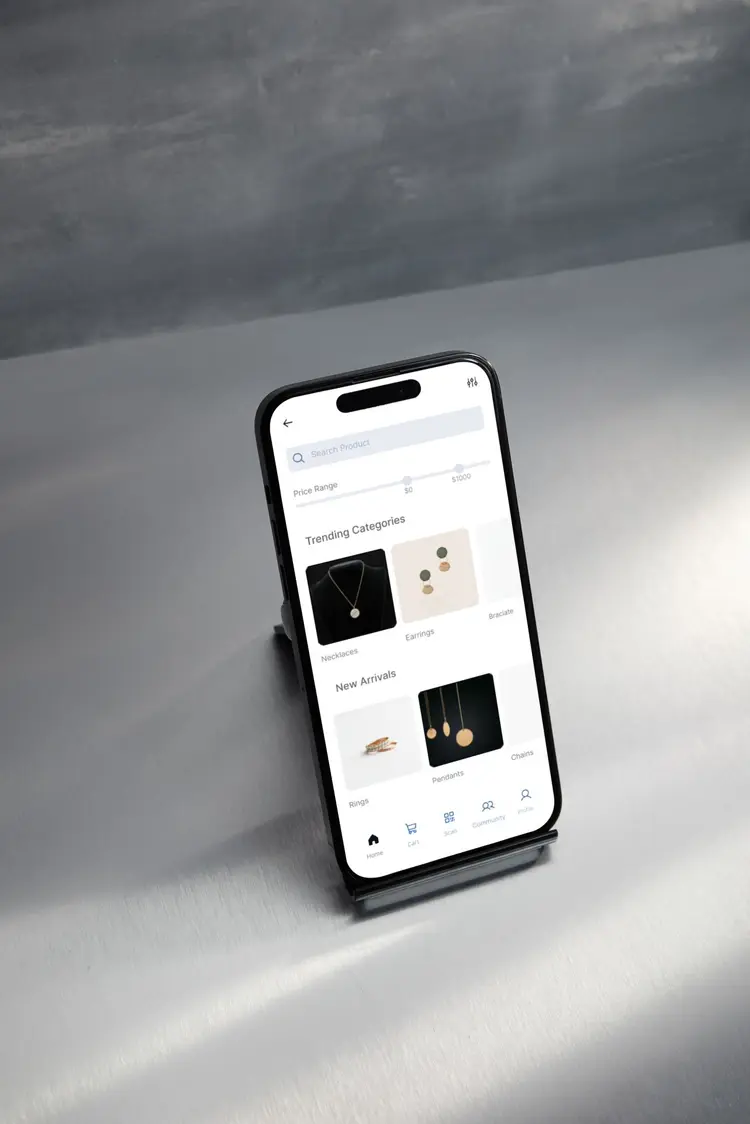 Search Product
Price Range
$0
$1000
Trending Categories
Necklaces
Earrings
Braclate
New Arrivals
Rings
Pendants
Chains
Home
Cart
Scan
Community
Profile